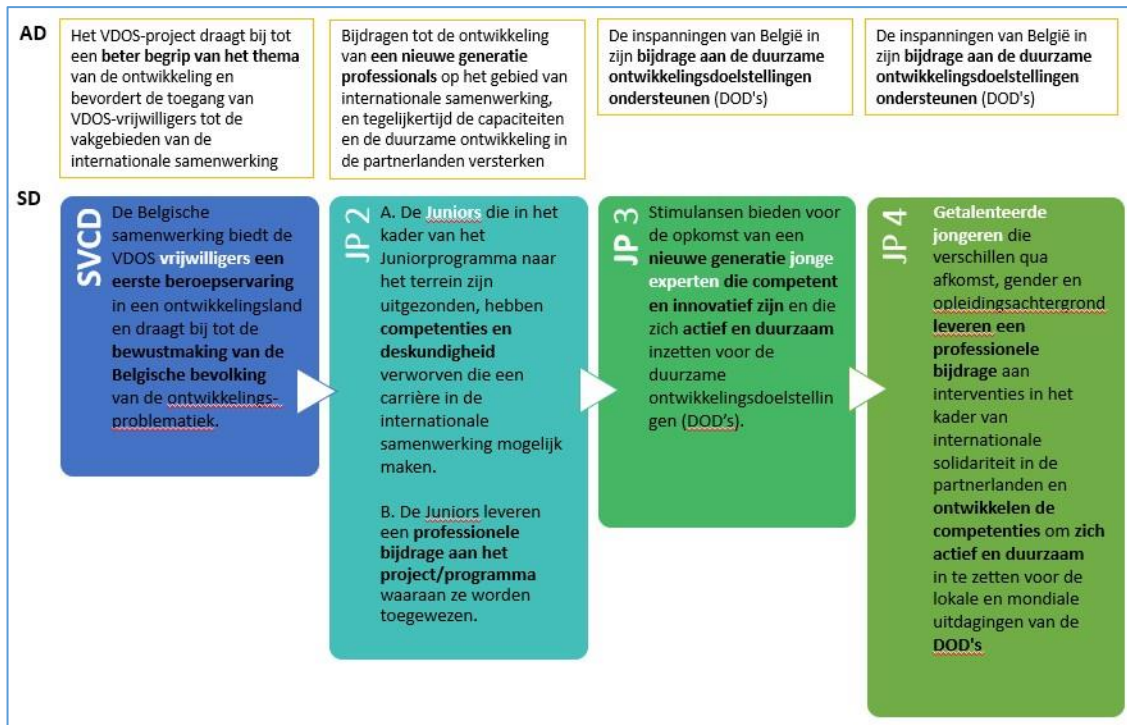 AD
Het VDOS-project draagt bij tot
een beter begrip van het thema
van de ontwikkeling en
bevordert de toegang van
VDOS-vrijwilligers tot de
vakgebieden van de
internationale samenwerking
Bijdragen tot de ontwikkeling
van een nieuwe generatie
professionals op het gebied van
internationale samenwerking,
en tegelijkertijd de capaciteiten
en de duurzame ontwikkeling in
de partnerlanden versterken
De inspanningen van België in
zijn bijdrage aan de duurzame
ontwikkelingsdoelstellingen
ondersteunen (DOD's)
De inspanningen van België in
zijn bijdrage aan de duurzame
ontwikkelingsdoelstellingen
ondersteunen (DOD's)
SD
SVCD
De Belgische
samenwerking biedt de
VDOS vrijwilligers een
eerste beroepservaring
in een ontwikkelingsland
en draagt bij tot de
bewustmaking van de
Belgische bevolking
van de ontwikkelings-
problematiek.
JP 2
A. De Juniors die in het
kader van het
Juniorprogramma naar
het terrein zijn
uitgezonden, hebben
competenties en
deskundigheid
verworven die een
carrière in de
internationale
samenwerking mogelijk
maken.
B. De Juniors leveren
een professionele
bijdrage aan het
project/programma
waaraan ze worden
toegewezen.
JP 3
Stimulansen bieden voor
de opkomst van een
nieuwe generatie jonge
experten die competent
en innovatief zijn en die
zich actief en duurzaam
inzetten voor de
duurzame
ontwikkelingsdoelstellin
gen (DOD's).
JP 4
Getalenteerde
jongeren die
verschillen qua
afkomst, gender en
opleidingsachtergrond
leveren een
professionele
bijdrage aan
interventies in het
kader van
internationale
solidariteit in de
partnerlanden en
ontwikkelen de
competenties om zich
actief en duurzaam
in te zetten voor de
lokale en mondiale
uitdagingen van de
DOD's